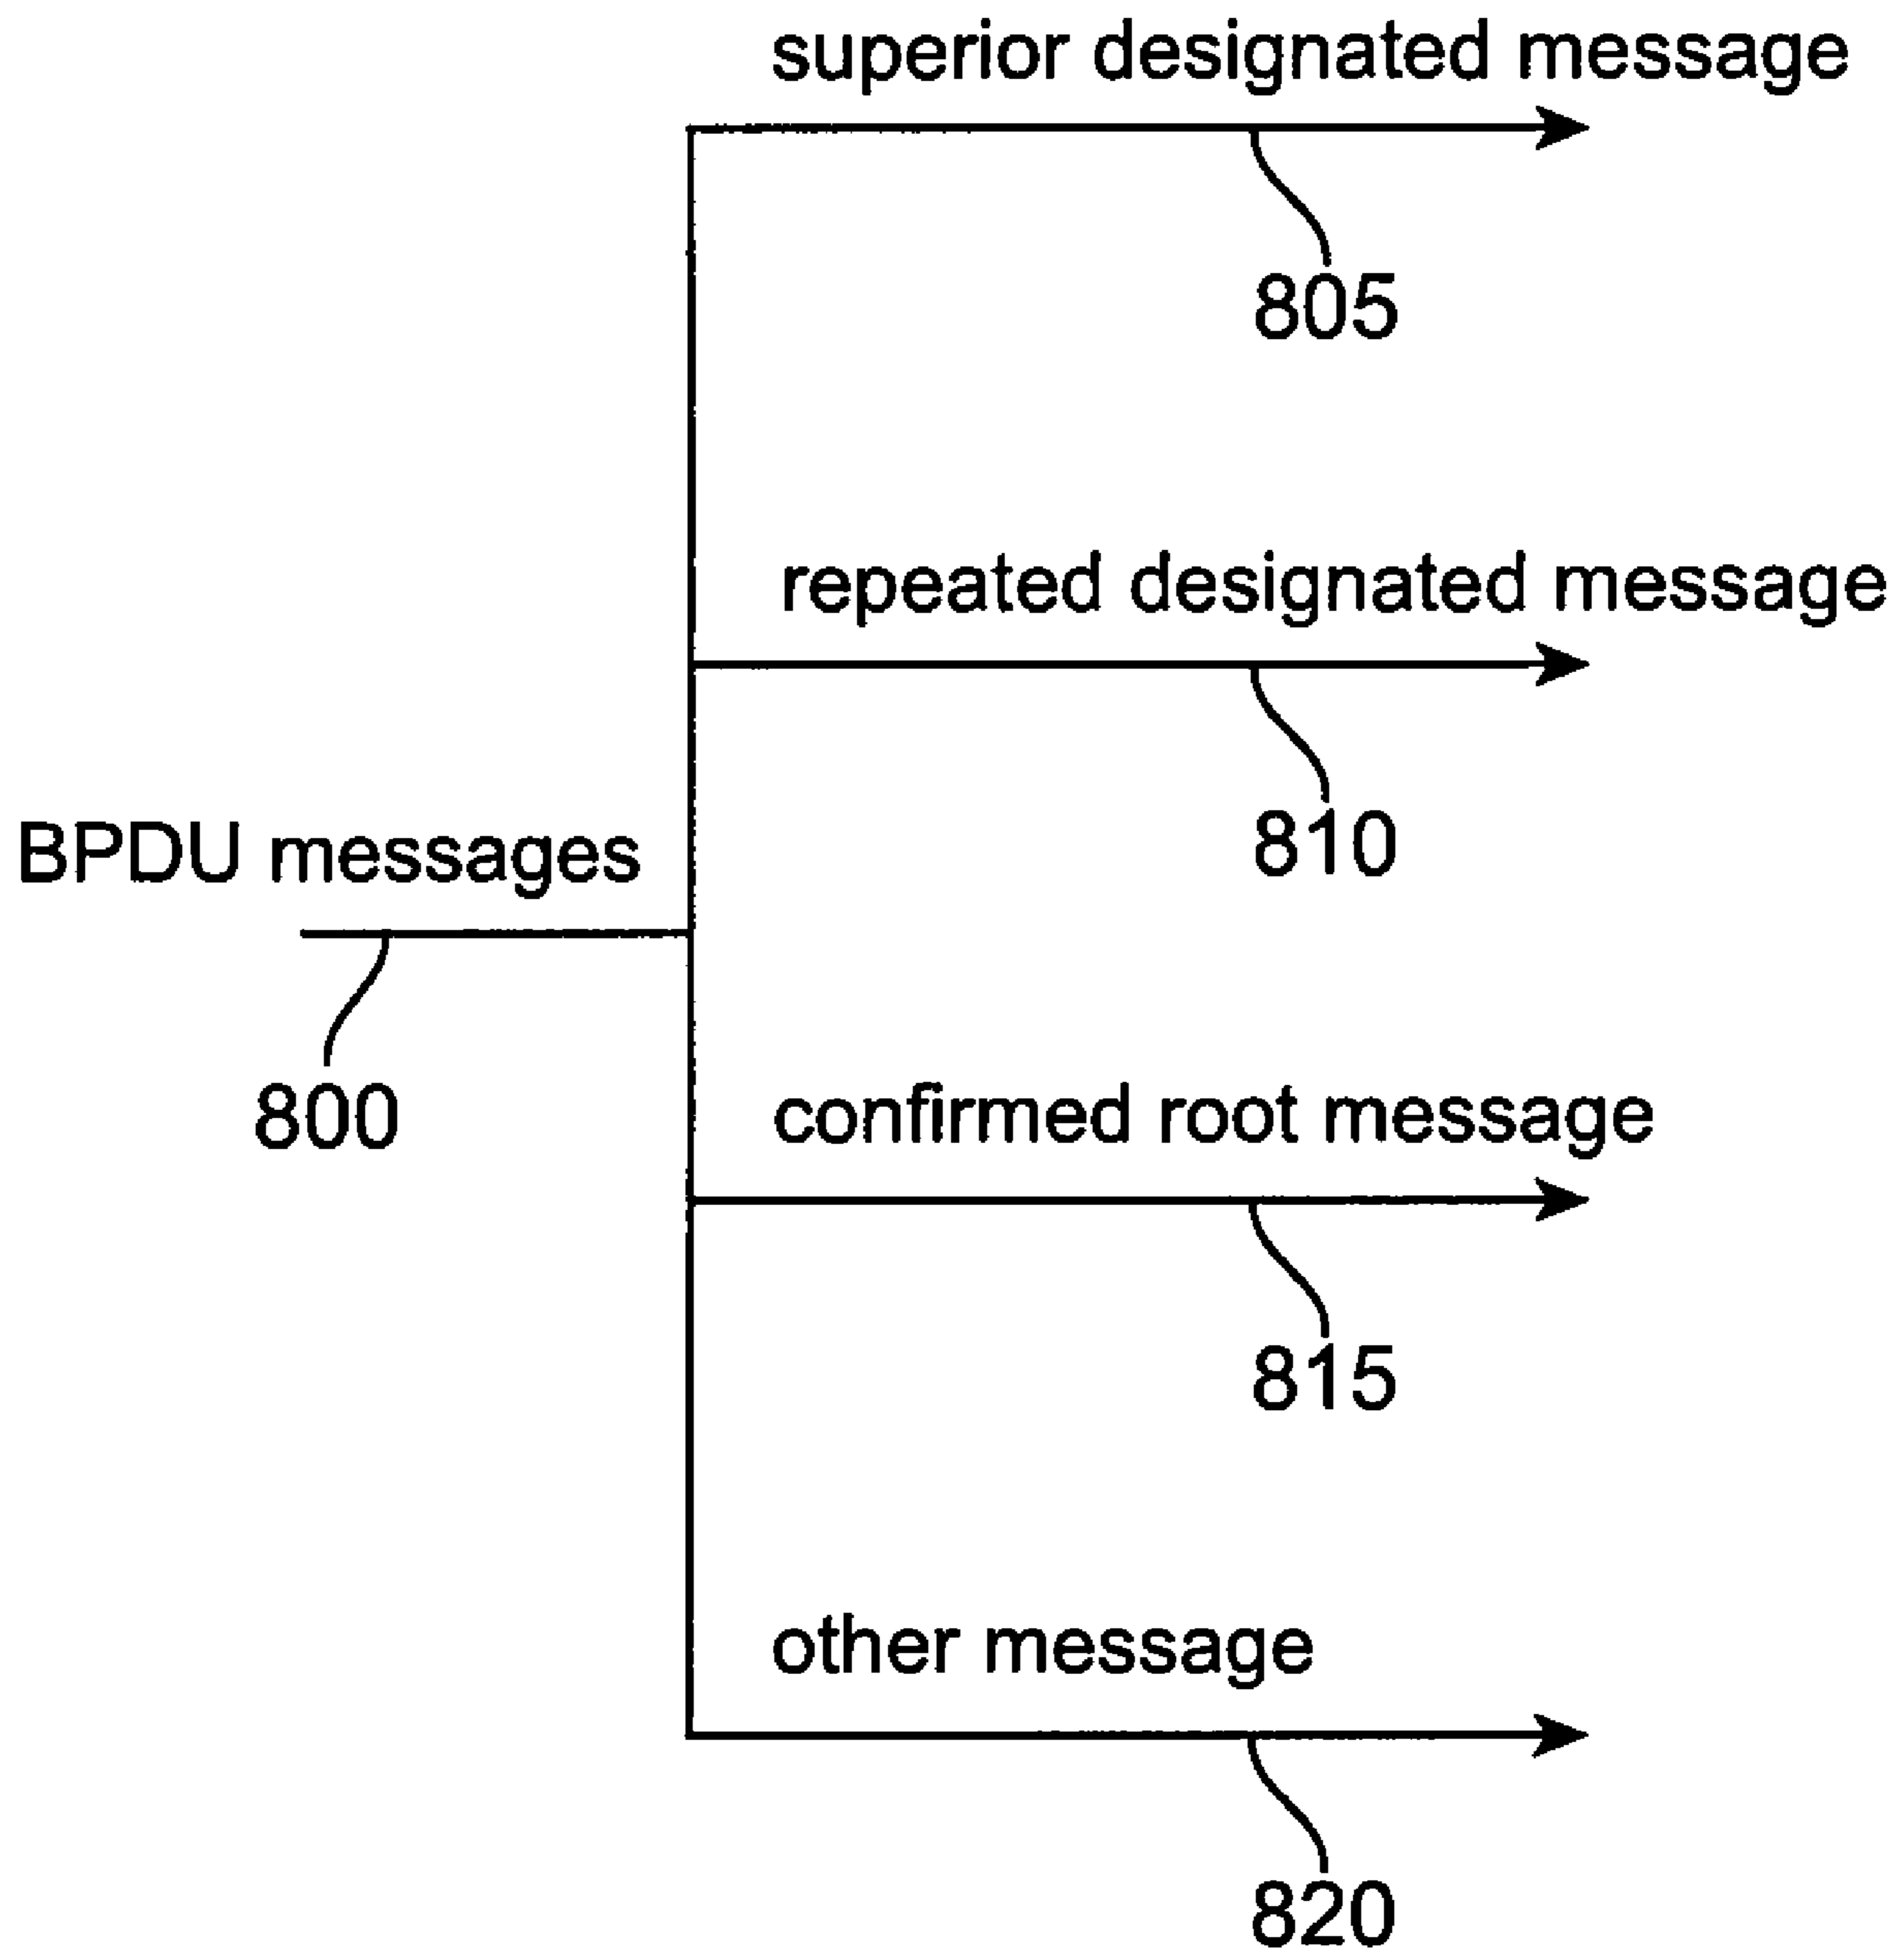 superior designated message
805
repeated designated message
810
BPDU messages
800
confirmed root message
815
other message
820